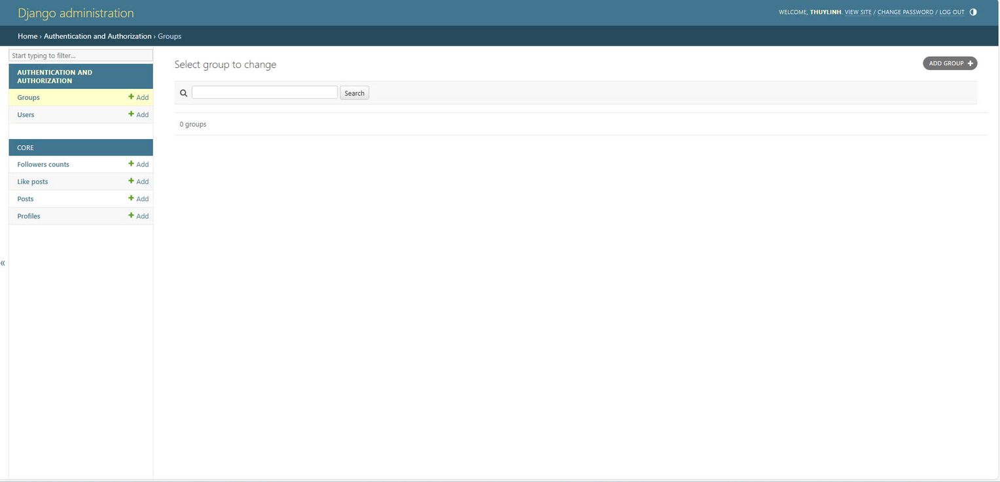 Django administration
WELCOME, THUYLINH. VIEW SITE / CHANGE PASSWORD / LOG OUT
Home › Authentication and Authorization › Groups
Start typing to filter...
AUTHENTICATION AND
AUTHORIZATION
Groups + Add
Users + Add
CORE
Followers counts + Add
Like posts + Add
Posts + Add
Profiles + Add
«
Select group to change
ADD GROUP +
Search
0 groups